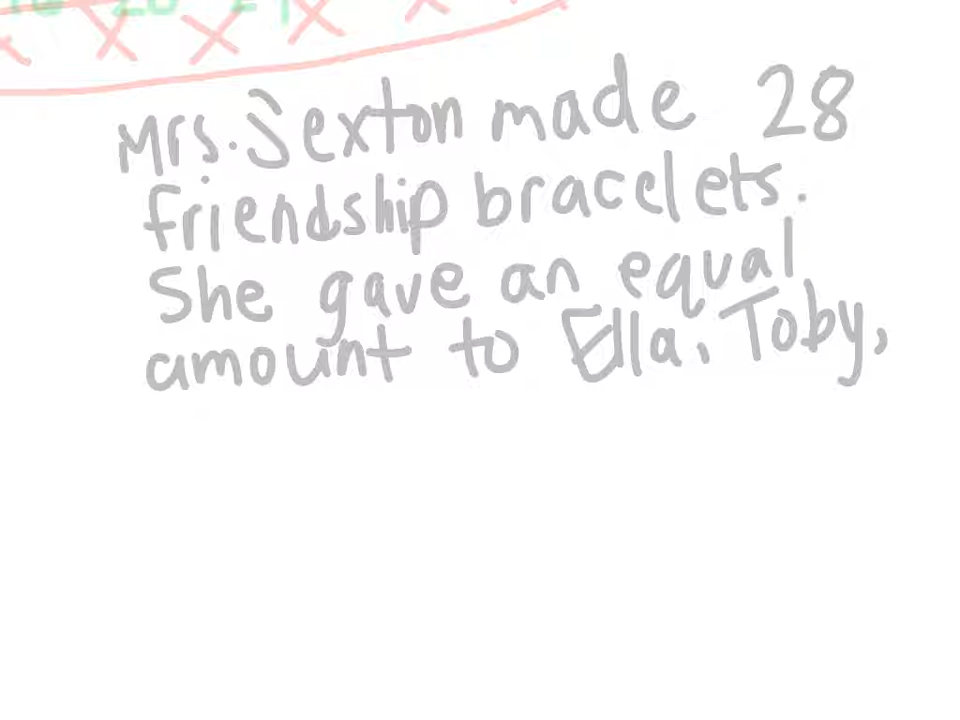 Mrs. Sexton made 28
friendship bracelets.
She gave an equal
amount to Ella, Toby,